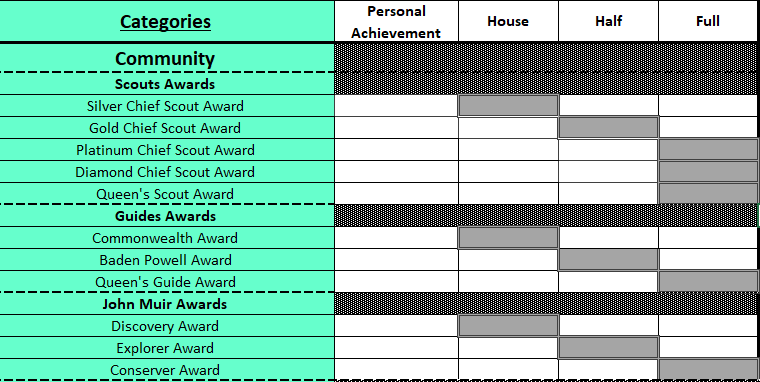 Categories Personal Achievement House Half Full
Community
Scouts Awards
Silver Chief Scout Award
Gold Chief Scout Award
Platinum Chief Scout Award
Diamond Chief Scout Award
Queen's Scout Award
Guides Awards
Commonwealth Award
Baden Powell Award
Queen's Guide Award
John Muir Awards
Discovery Award
Explorer Award
Conserver Award